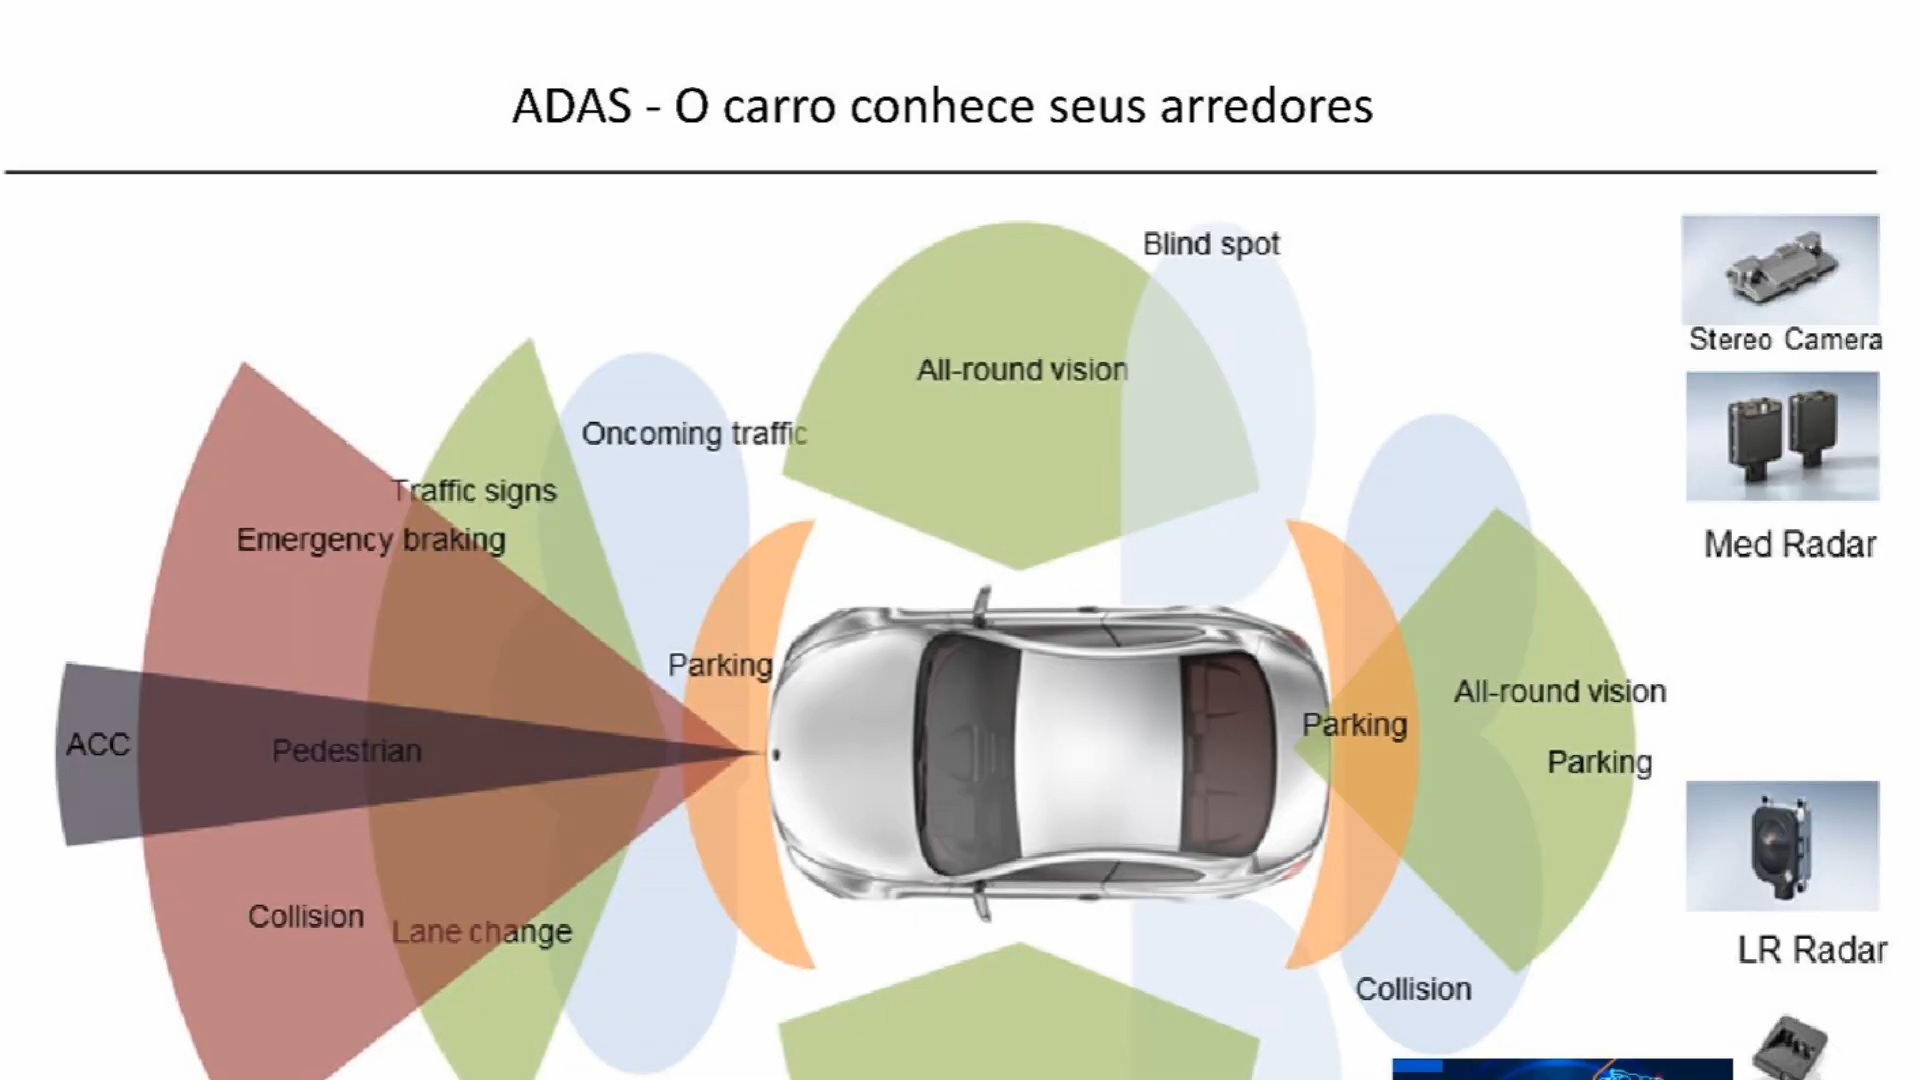 ADAS - O carro conhece seus arredores
Blind spot
Stereo Camera
All-round vision
Oncoming traffic
Traffic signs
Emergency braking
Med Radar
Parking
All-round vision
Parking
ACC
Pedestrian
Parking
Collision
Lane change
LR Radar
Collision